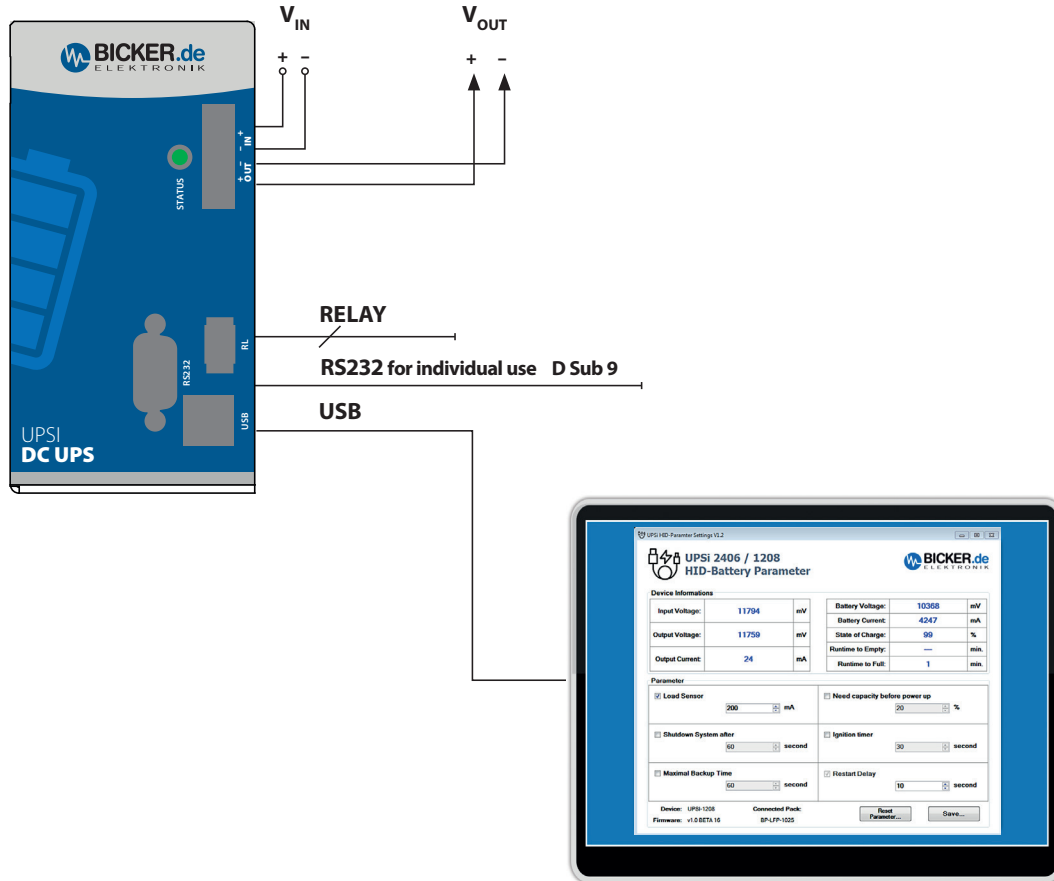 V IN
V OUT
+ –
+ –
BICKER.de
ELEKTRONIK
+ OUT – – IN +
STATUS
RELAY
RL
RS232 for individual use D Sub 9
RS232
USB
USB
UPSI
DC UPS
UPSi HID-Paramter Settings V1.2
UPSi 2406 / 1208
HID-Battery Parameter
BICKER.de
ELEKTRONIK
Device Informations
Input Voltage: 11794 mV
Output Voltage: 11759 mV
Output Current: 24 mA
Battery Voltage: 10368 mV
Battery Current: 4247 mA
State of Charge: 99 %
Runtime to Empty: --- min.
Runtime to Full: 1 min.
Parameter
Load Sensor
200 mA
Need capacity before power up
20 %
Shutdown System after
60 second
Ignition timer
30 second
Maximal Backup Time
60 second
Restart Delay
10 second
Device: UPSI-1208 Connected Pack:
Firmware: v1.0 BETA 16 BP-LFP-1025
Reset
Parameter...
Save...